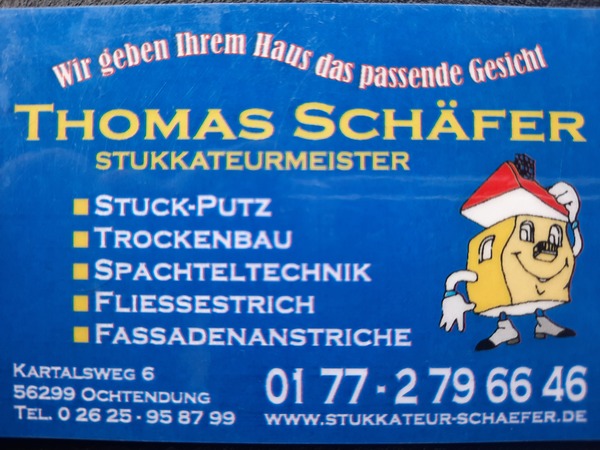 Wir geben Ihrem Haus das passende Gesicht
THOMAS SCHÄFER
STUKKATEURMEISTER
STUCK-PUTZ
TROCKENBAU
SPACHTELTECHNIK
FLIESSESTRICH
FASSADENANSTRICHE
KARTALSWEG 6
56299 OCHTENDUNG
TEL. 0 26 25 - 95 87 99
01 77 - 2 79 66 46
WWW.STUKKATEUR-SCHAEFER.DE